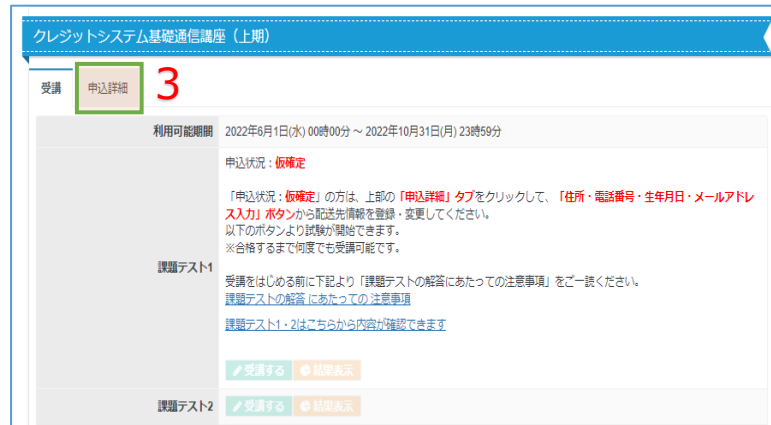 クレジットシステム基礎通信講座（上期）
受講 申込詳細 3
利用可能期間 2022年6月1日(水) 00時00分 ～ 2022年10月31日(月) 23時59分
申込状況：仮確定
「申込状況：仮確定」の方は、上部の「申込詳細」タブをクリックして、「住所・電話番号・生年月日・メールアドレ
ス入力」ボタンから配送先情報を登録・変更してください。
以下のボタンより試験が開始できます。
※合格するまで何度でも受講可能です。
課題テスト1
受講をはじめる前に下記より「課題テストの解答にあたっての注意事項」をご一読ください。
課題テストの解答 にあたっての 注意事項
課題テスト1・2はこちらから内容が確認できます
受講する 結果表示
課題テスト2 受講する 結果表示